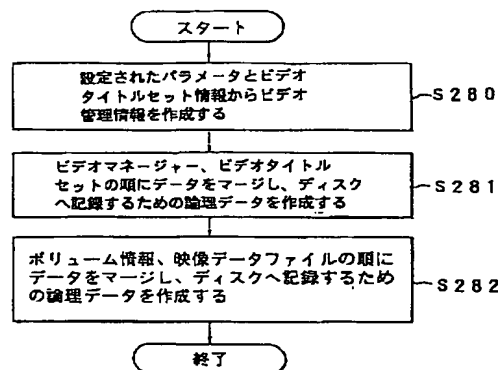 スタート
設定されたパラメータとビデオ
タイトルセット情報からビデオ
管理情報を作成する
S280
ビデオマネージャー、ビデオタイトル
セットの順にデータをマージし、ディスク
へ記録するための論理データを作成する
S281
ボリューム情報、映像データファイルの順に
データをマージし、ディスクへ記録するため
の論理データを作成する
S282
終了